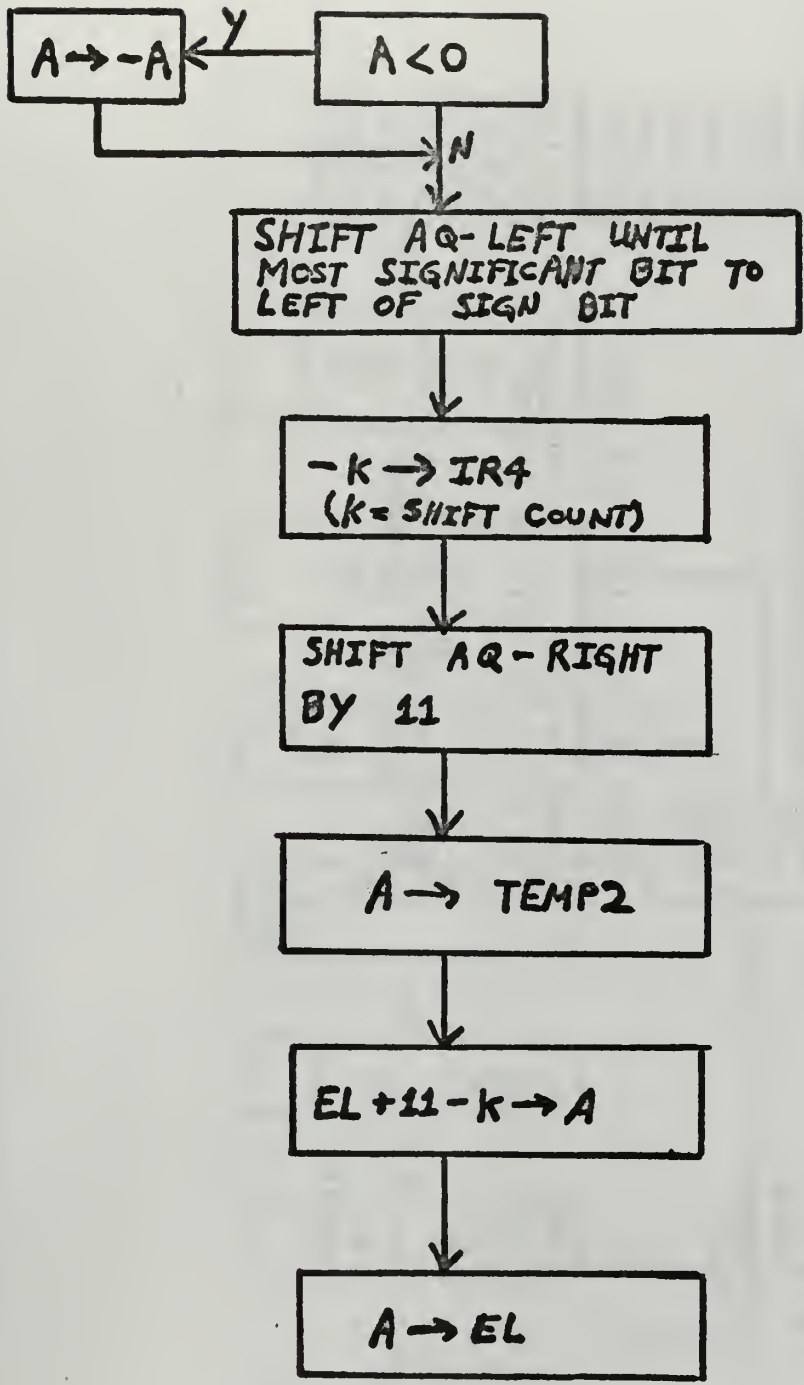 A → -A
Y
A < 0
N
SHIFT AQ-LEFT UNTIL
MOST SIGNIFICANT BIT TO
LEFT OF SIGN BIT
-K → IR4
(K = SHIFT COUNT)
SHIFT AQ-RIGHT
BY 11
A → TEMP2
EL + 11 - K → A
A → EL